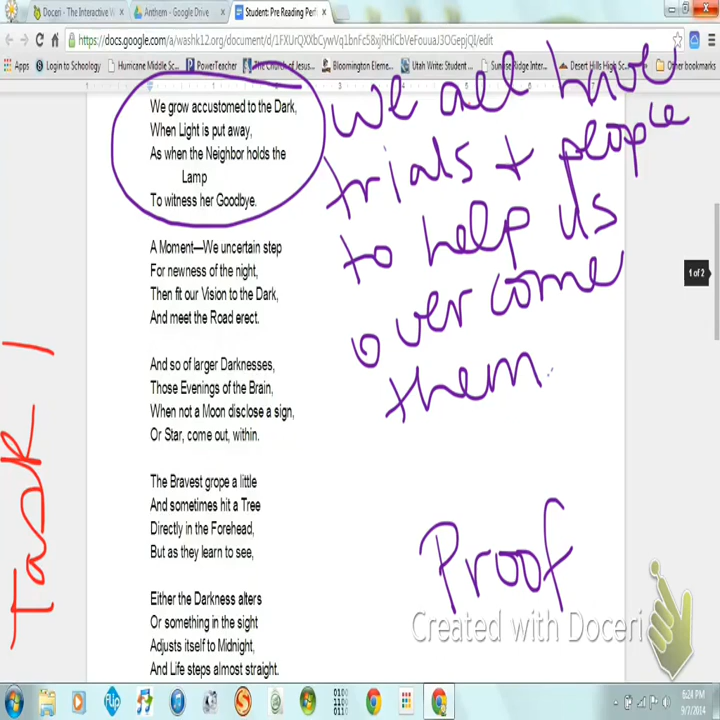 Doceri - The Interactive W
Anthem - Google Drive
Student: Pre Reading Perf
https://docs.google.com/a/washk12.org/document/d/1FXUrQXXbCywVq1bnFc58xjRHiCbVeFouuaJ3OGepjQI/edit
Apps
Hurricane Middle Sc
PowerTeacher
The Church of Jesus
Bloomington Elemen
Utah Write: Student
Sunrise Ridge Inter
Desert Hills High Sch
Other bookmarks
We grow accustomed to the Dark,
When Light is put away,
As when the Neighbor holds the
Lamp
To witness her Goodbye.
A Moment—We uncertain step
For newness of the night,
Then fit our Vision to the Dark,
And meet the Road erect.
And so of larger Darknesses,
Those Evenings of the Brain,
When not a Moon disclose a sign,
Or Star, come out, within.
The Bravest grope a little
And sometimes hit a Tree
Directly in the Forehead,
But as they learn to see,
Either the Darkness alters
Or something in the sight
Adjusts itself to Midnight,
And Life steps almost straight.
we all have
trials + people
to help us
overcome
them.
Proof
Task 1
1 of 2
Created with Doceri
6:24 PM
9/7/2014